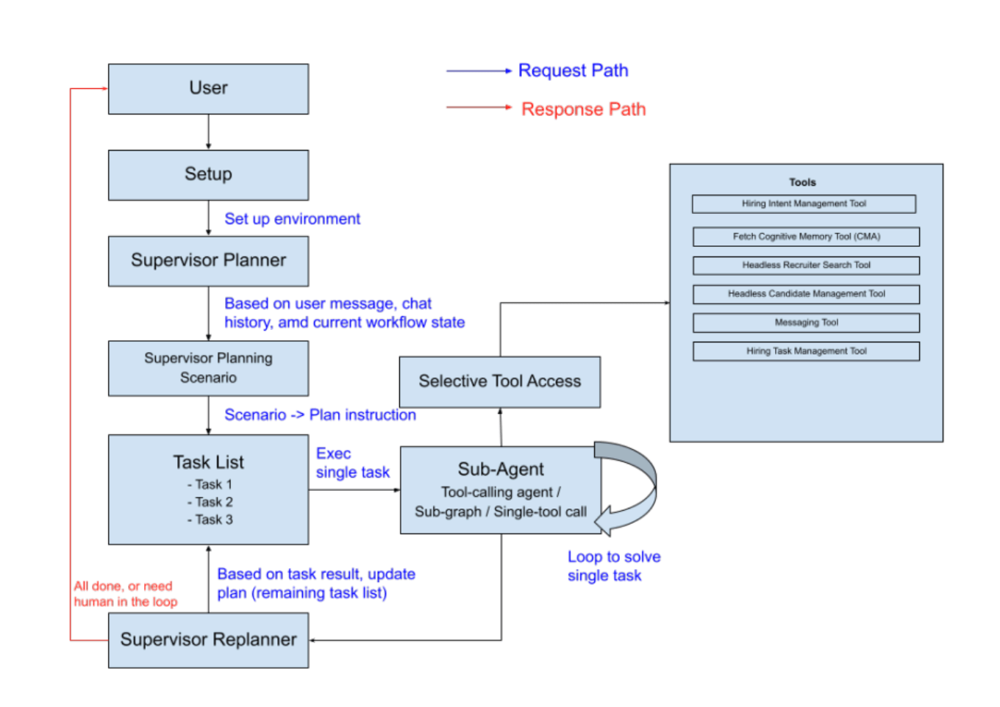 User
Request Path
Response Path
Setup
Set up environment
Supervisor Planner
Based on user message, chat
history, amd current workflow state
Supervisor Planning
Scenario
Scenario -> Plan instruction
Task List
- Task 1
- Task 2
- Task 3
Exec
single task
Sub-Agent
Tool-calling agent /
Sub-graph / Single-tool call
Loop to solve
single task
Selective Tool Access
Tools
Hiring Intent Management Tool
Fetch Cognitive Memory Tool (CMA)
Headless Recruiter Search Tool
Headless Candidate Management Tool
Messaging Tool
Hiring Task Management Tool
Based on task result, update
plan (remaining task list)
All done, or need
human in the loop
Supervisor Replanner